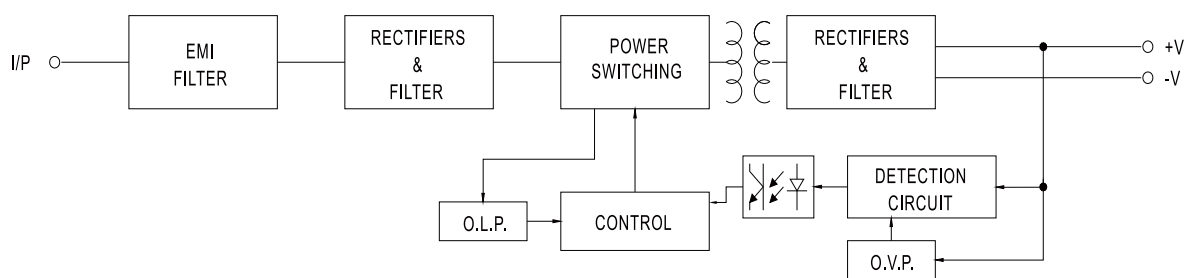 I/P
EMI
FILTER
RECTIFIERS
&
FILTER
POWER
SWITCHING
RECTIFIERS
&
FILTER
+V
-V
O.L.P.
CONTROL
DETECTION
CIRCUIT
O.V.P.